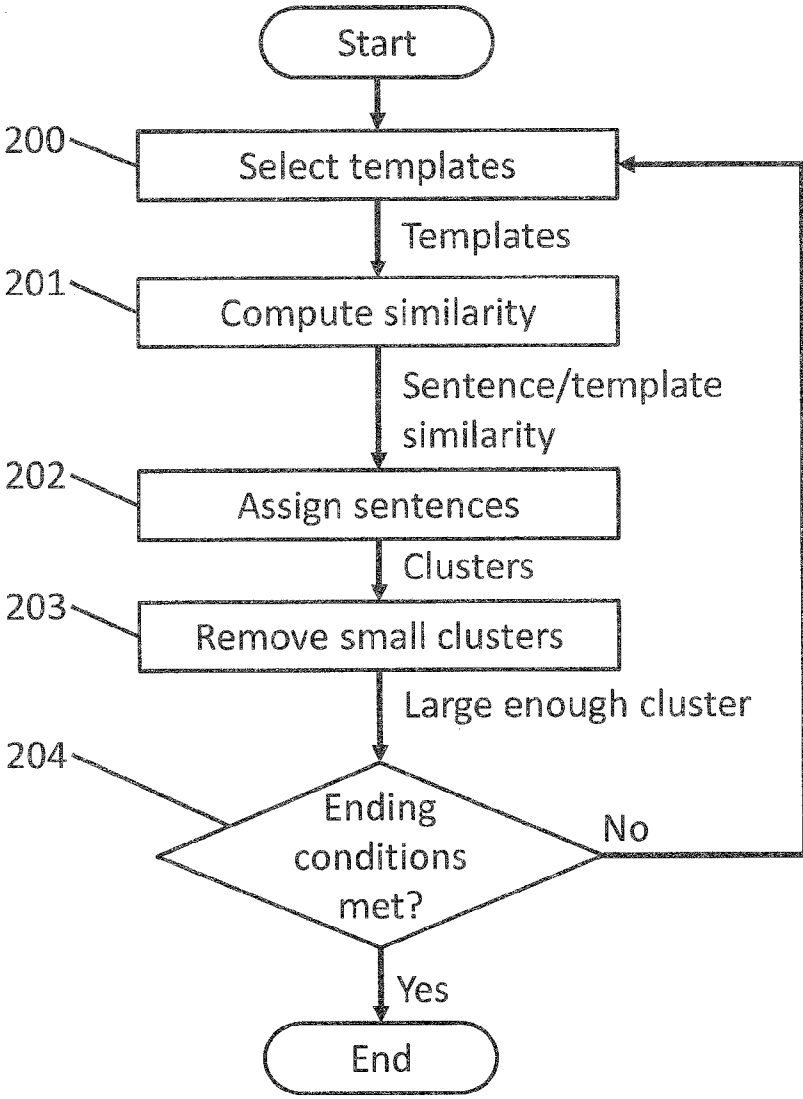 Start
200
Select templates
Templates
201
Compute similarity
Sentence/template
similarity
202
Assign sentences
Clusters
203
Remove small clusters
Large enough cluster
204
Ending
conditions
met?
No
Yes
End